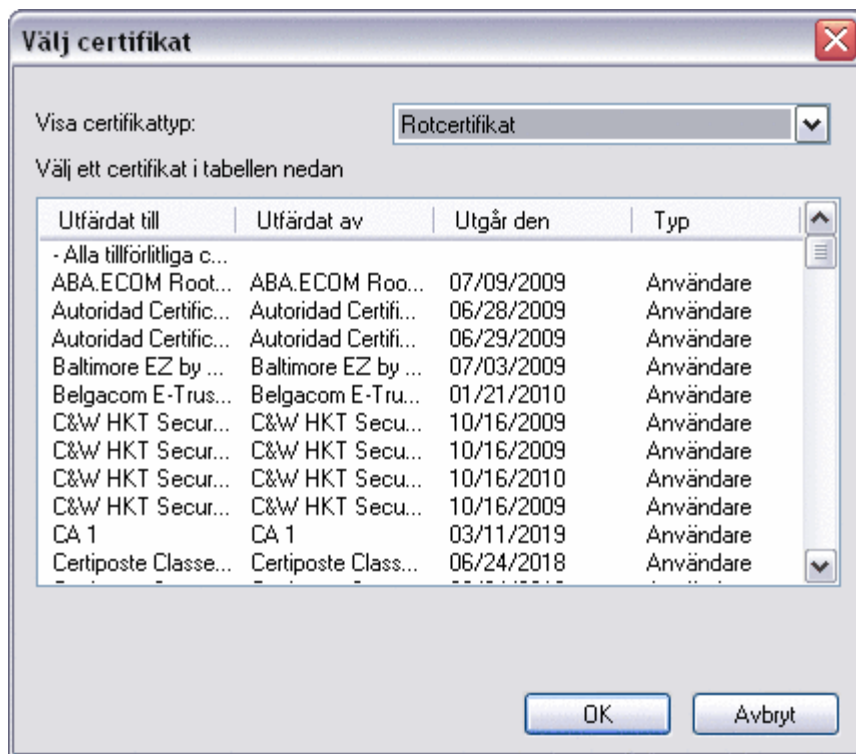 Välj certifikat
Visa certifikattyp: Rotcertifikat
Välj ett certifikat i tabellen nedan
Utfärdat till Utfärdat av Utgår den Typ
- Alla tillförlitliga c...
ABA.ECOM Root... ABA.ECOM Roo... 07/09/2009 Användare
Autoridad Certific... Autoridad Certifi... 06/28/2009 Användare
Autoridad Certific... Autoridad Certifi... 06/29/2009 Användare
Baltimore EZ by ... Baltimore EZ by ... 07/03/2009 Användare
Belgacom E-Trus... Belgacom E-Tru... 01/21/2010 Användare
C&W HKT Secur... C&W HKT Secu... 10/16/2009 Användare
C&W HKT Secur... C&W HKT Secu... 10/16/2009 Användare
C&W HKT Secur... C&W HKT Secu... 10/16/2010 Användare
C&W HKT Secur... C&W HKT Secu... 10/16/2009 Användare
CA 1 CA 1 03/11/2019 Användare
Certiposte Classe... Certiposte Class... 06/24/2018 Användare
OK Avbryt